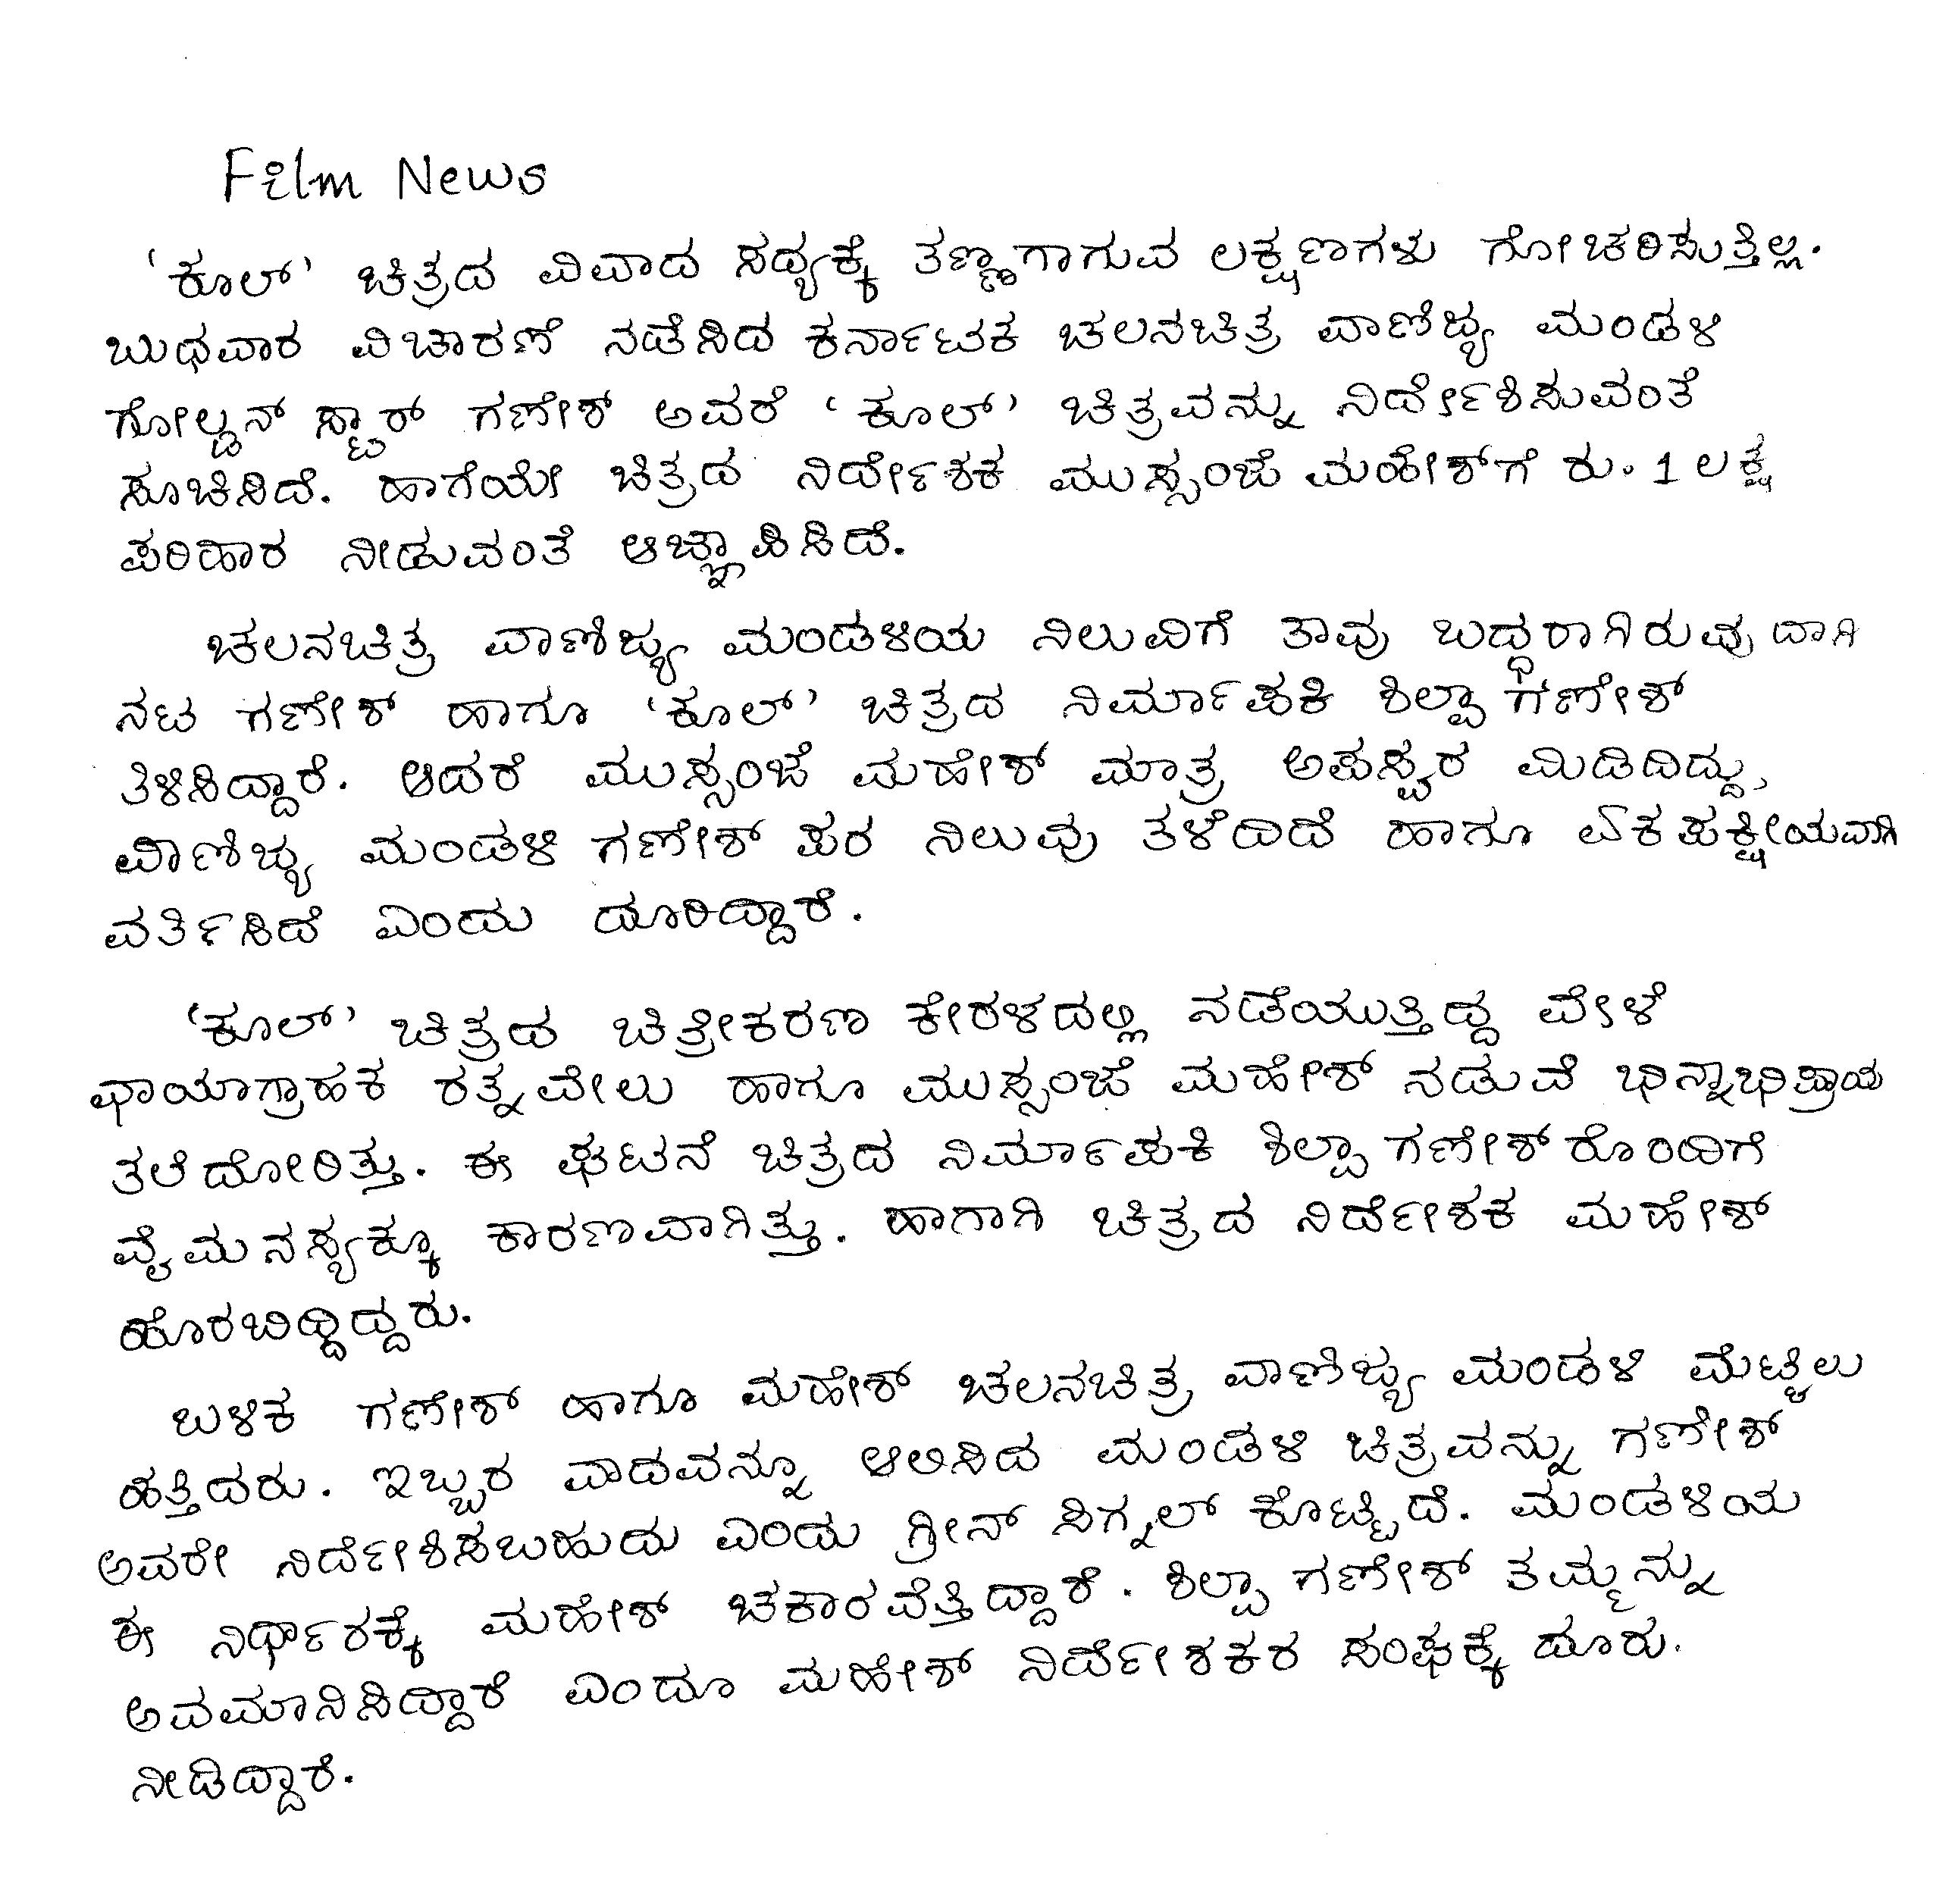 Film News
‘ಕೂಲ್’ ಚಿತ್ರದ ವಿವಾದ ಸಧ್ಯಕ್ಕೆ ತಣ್ಣಗಾಗುವ ಲಕ್ಷಣಗಳು ಗೋಚರಿಸುತ್ತಿಲ್ಲ.
ಬುಧವಾರ ವಿಚಾರಣೆ ನಡೆಸಿದ ಕರ್ನಾಟಕ ಚಲನಚಿತ್ರ ವಾಣಿಜ್ಯ ಮಂಡಳಿ
ಗೋಲ್ಡನ್ ಸ್ಟಾರ್ ಗಣೇಶ್ ಅವರೆ ‘ಕೂಲ್’ ಚಿತ್ರವನ್ನು ನಿರ್ದೇಶಿಸುವಂತೆ
ಸೂಚಿಸಿದೆ. ಹಾಗೆಯೇ ಚಿತ್ರದ ನಿರ್ದೇಶಕ ಮುಸ್ಸಂಜೆ ಮಹೇಶ್‌ಗೆ ರು. 1 ಲಕ್ಷ
ಪರಿಹಾರ ನೀಡುವಂತೆ ಆಜ್ಞಾಪಿಸಿದೆ.
ಚಲನಚಿತ್ರ ವಾಣಿಜ್ಯ ಮಂಡಳಿಯ ನಿಲುವಿಗೆ ತಾವು ಬದ್ಧರಾಗಿರುವುದಾಗಿ
ನಟ ಗಣೇಶ್ ಹಾಗೂ ‘ಕೂಲ್’ ಚಿತ್ರದ ನಿರ್ಮಾಪಕಿ ಶಿಲ್ಪಾ ಗಣೇಶ್
ತಿಳಿಸಿದ್ದಾರೆ. ಆದರೆ ಮುಸ್ಸಂಜೆ ಮಹೇಶ್ ಮಾತ್ರ ಅಪಸ್ವರ ಮಿಡಿದಿದ್ದು,
ವಾಣಿಜ್ಯ ಮಂಡಳಿ ಗಣೇಶ್ ಪರ ನಿಲುವು ತಳೆದಿದೆ ಹಾಗೂ ಏಕಪಕ್ಷೀಯವಾಗಿ
ವರ್ತಿಸಿದೆ ಎಂದು ದೂರಿದ್ದಾರೆ.
‘ಕೂಲ್’ ಚಿತ್ರದ ಚಿತ್ರೀಕರಣ ಕೇರಳದಲ್ಲಿ ನಡೆಯುತ್ತಿದ್ದ ವೇಳೆ
ಛಾಯಾಗ್ರಾಹಕ ರತ್ನವೇಲು ಹಾಗೂ ಮುಸ್ಸಂಜೆ ಮಹೇಶ್ ನಡುವೆ ಭಿನ್ನಾಭಿಪ್ರಾಯ
ತಲೆದೋರಿತ್ತು. ಈ ಘಟನೆ ಚಿತ್ರದ ನಿರ್ಮಾಪಕಿ ಶಿಲ್ಪಾ ಗಣೇಶ್‌ರೊಂದಿಗೆ
ವೈಮನಸ್ಯಕ್ಕೂ ಕಾರಣವಾಗಿತ್ತು. ಹಾಗಾಗಿ ಚಿತ್ರದ ನಿರ್ದೇಶಕ ಮಹೇಶ್
ಹೊರಬಿದ್ದಿದ್ದರು.
ಬಳಿಕ ಗಣೇಶ್ ಹಾಗೂ ಮಹೇಶ್ ಚಲನಚಿತ್ರ ವಾಣಿಜ್ಯ ಮಂಡಳಿ ಮೆಟ್ಟಿಲು
ಹತ್ತಿದರು. ಇಬ್ಬರ ವಾದವನ್ನೂ ಆಲಿಸಿದ ಮಂಡಳಿ ಚಿತ್ರವನ್ನು ಗಣೇಶ್
ಅವರೇ ನಿರ್ದೇಶಿಸಬಹುದು ಎಂದು ಗ್ರೀನ್ ಸಿಗ್ನಲ್ ಕೊಟ್ಟಿದೆ. ಮಂಡಳಿಯ
ಈ ನಿರ್ಧಾರಕ್ಕೆ ಮಹೇಶ್ ಚಕಾರವೆತ್ತಿದ್ದಾರೆ. ಶಿಲ್ಪಾ ಗಣೇಶ್ ತಮ್ಮನ್ನು
ಅವಮಾನಿಸಿದ್ದಾರೆ ಎಂದೂ ಮಹೇಶ್ ನಿರ್ದೇಶಕರ ಸಂಘಕ್ಕೆ ದೂರು.
ನೀಡಿದ್ದಾರೆ.